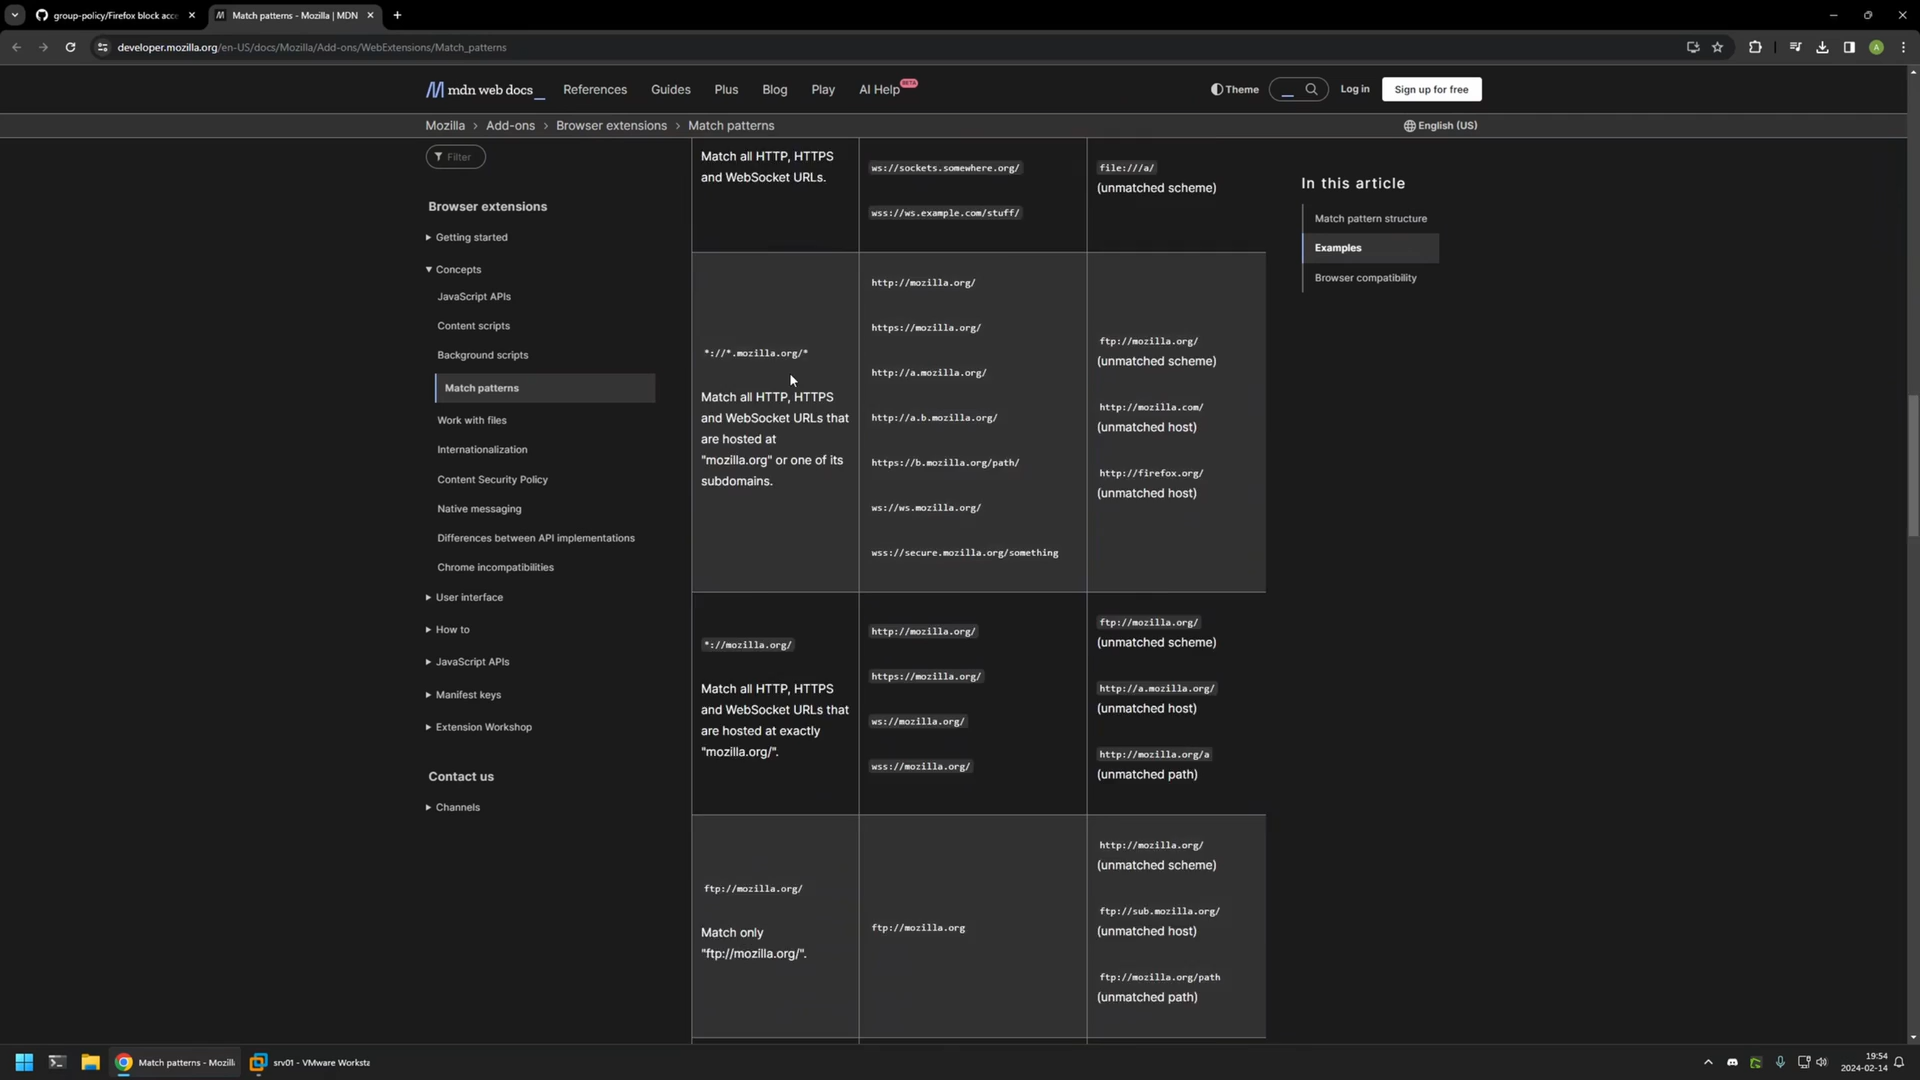 group-policy/Firefox block acce
Match patterns - Mozilla | MDN
developer.mozilla.org/en-US/docs/Mozilla/Add-ons/WebExtensions/Match_patterns
A
mdn web docs_
References
Guides
Plus
Blog
Play
AI Help
BETA
Theme
Log in
Sign up for free
Mozilla
Add-ons
Browser extensions
Match patterns
English (US)
Filter
Browser extensions
Getting started
Concepts
JavaScript APIs
Content scripts
Background scripts
Match patterns
Work with files
Internationalization
Content Security Policy
Native messaging
Differences between API implementations
Chrome incompatibilities
User interface
How to
JavaScript APIs
Manifest keys
Extension Workshop
Contact us
Channels
Match all HTTP, HTTPS
and WebSocket URLs.
ws://sockets.somewhere.org/
wss://ws.example.com/stuff/
file:///a/
(unmatched scheme)
*://*.mozilla.org/*
Match all HTTP, HTTPS
and WebSocket URLs that
are hosted at
"mozilla.org" or one of its
subdomains.
http://mozilla.org/
https://mozilla.org/
http://a.mozilla.org/
http://a.b.mozilla.org/
https://b.mozilla.org/path/
ws://ws.mozilla.org/
wss://secure.mozilla.org/something
ftp://mozilla.org/
(unmatched scheme)
http://mozilla.com/
(unmatched host)
http://firefox.org/
(unmatched host)
*://mozilla.org/
Match all HTTP, HTTPS
and WebSocket URLs that
are hosted at exactly
"mozilla.org/".
http://mozilla.org/
https://mozilla.org/
ws://mozilla.org/
wss://mozilla.org/
ftp://mozilla.org/
(unmatched scheme)
http://a.mozilla.org/
(unmatched host)
http://mozilla.org/a
(unmatched path)
ftp://mozilla.org/
Match only
"ftp://mozilla.org/".
ftp://mozilla.org
http://mozilla.org/
(unmatched scheme)
ftp://sub.mozilla.org/
(unmatched host)
ftp://mozilla.org/path
(unmatched path)
In this article
Match pattern structure
Examples
Browser compatibility
Match patterns - Mozill
srv01 - VMware Worksta
19:54
2024-02-14